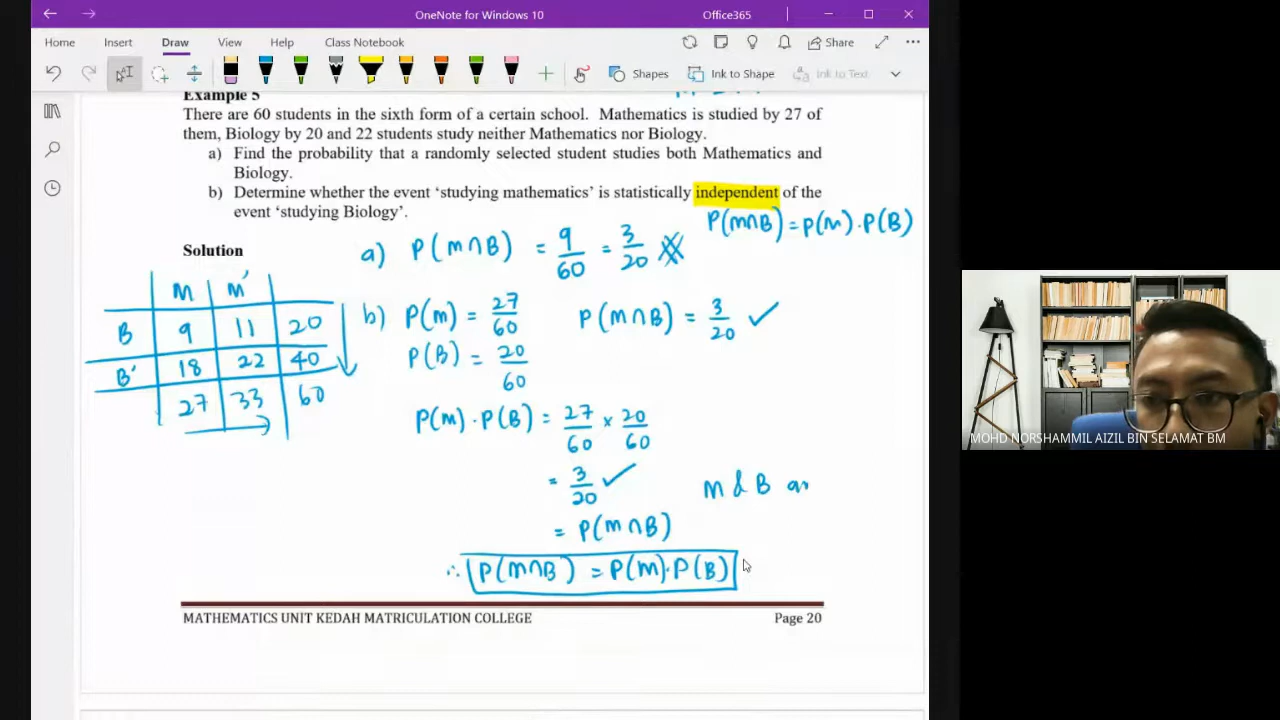 OneNote for Windows 10
Office365
Home Insert Draw View Help Class Notebook
Share
Shapes Ink to Shape Ink to Text
Example 5
There are 60 students in the sixth form of a certain school. Mathematics is studied by 27 of
them, Biology by 20 and 22 students study neither Mathematics nor Biology.
a) Find the probability that a randomly selected student studies both Mathematics and
Biology.
b) Determine whether the event ‘studying mathematics’ is statistically independent of the
event ‘studying Biology’.
P(M∩B) = P(M) · P(B)
Solution
a) P(M∩B) = 9/60 = 3/20
M M'
B 9 11 20
B' 18 22 40
27 33 60
b) P(M) = 27/60
P(M∩B) = 3/20 ✓
P(B) = 20/60
P(M) · P(B) = 27/60 × 20/60
= 3/20 ✓
M & B ar
= P(M∩B)
∴ P(M∩B) = P(M) · P(B)
MATHEMATICS UNIT KEDAH MATRICULATION COLLEGE
Page 20
MOHD NORSHAMMIL AIZIL BIN SELAMAT BM